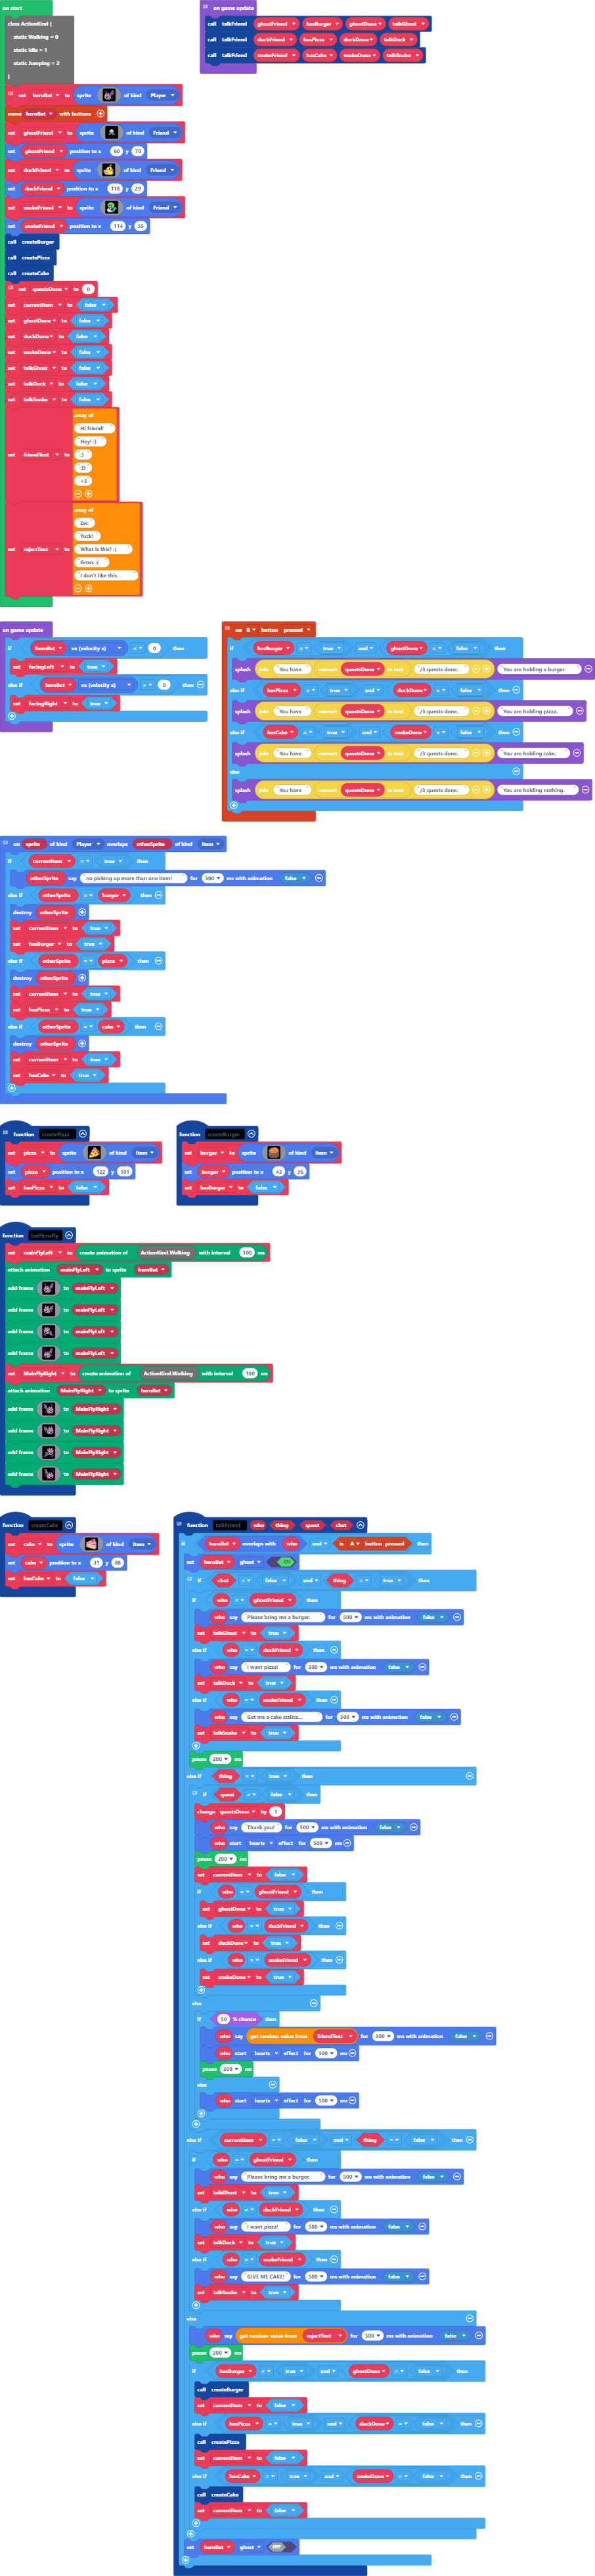 on start
class ActionKind {
static Walking = 0
static Idle = 1
static Jumping = 2
}
set heroBat to sprite of kind Player
move heroBat with buttons
set ghostFriend to sprite of kind Friend
set ghostFriend position to x 60 y 70
set duckFriend to sprite of kind Friend
set duckFriend position to x 118 y 29
set snakeFriend to sprite of kind Friend
set snakeFriend position to x 114 y 55
call createBurger
call createPizza
call createCake
set questsDone to 0
set currentItem to false
set ghostDone to false
set duckDone to false
set snakeDone to false
set talkGhost to false
set talkDuck to false
set talkSnake to false
set friendText to array of
Hi friend!
Hey! :)
:)
:D
<3
set rejectText to array of
Ew.
Yuck!
What is this? :(
Gross :(
I don't like this.
on game update
call talkFriend ghostFriend hasBurger ghostDone talkGhost
call talkFriend duckFriend hasPizza duckDone talkDuck
call talkFriend snakeFriend hasCake snakeDone talkSnake
on game update
if heroBat vx (velocity x) < 0 then
set facingLeft to true
else if heroBat vx (velocity x) > 0 then
set facingRight to true
on B button pressed
if hasBurger = true and ghostDone = false then
splash join You have convert questsDone to text /3 quests done. You are holding a burger.
else if hasPizza = true and duckDone = false then
splash join You have convert questsDone to text /3 quests done. You are holding pizza.
else if hasCake = true and snakeDone = false then
splash join You have convert questsDone to text /3 quests done. You are holding cake.
else
splash join You have convert questsDone to text /3 quests done. You are holding nothing.
on sprite of kind Player overlaps otherSprite of kind Item
if currentItem = true then
otherSprite say no picking up more than one item! for 500 ms with animation false
else if otherSprite = burger then
destroy otherSprite
set currentItem to true
set hasBurger to true
else if otherSprite = pizza then
destroy otherSprite
set currentItem to true
set hasPizza to true
else if otherSprite = cake then
destroy otherSprite
set currentItem to true
set hasCake to true
function createPizza
set pizza to sprite of kind Item
set pizza position to x 122 y 101
set hasPizza to false
function createBurger
set burger to sprite of kind Item
set burger position to x 43 y 36
set hasBurger to false
function batHeroFly
set mainFlyLeft to create animation of ActionKind.Walking with interval 100 ms
attach animation mainFlyLeft to sprite heroBat
add frame to mainFlyLeft
add frame to mainFlyLeft
add frame to mainFlyLeft
add frame to mainFlyLeft
set MainFlyRight to create animation of ActionKind.Walking with interval 100 ms
attach animation MainFlyRight to sprite heroBat
add frame to MainFlyRight
add frame to MainFlyRight
add frame to MainFlyRight
add frame to MainFlyRight
function createCake
set cake to sprite of kind Item
set cake position to x 31 y 88
set hasCake to false
function talkFriend who thing quest chat
if heroBat overlaps with who and is A button pressed then
set heroBat ghost ON
if chat = false and thing = true then
if who = ghostFriend then
who say Please bring me a burger. for 500 ms with animation false
set talkGhost to true
else if who = duckFriend then
who say I want pizza! for 500 ms with animation false
set talkDuck to true
else if who = snakeFriend then
who say Get me a cake ssslice... for 500 ms with animation false
set talkSnake to true
pause 200 ms
else if thing = true then
if quest = false then
change questsDone by 1
who say Thank you! for 500 ms with animation false
who start hearts effect for 500 ms
pause 200 ms
set currentItem to false
if who = ghostFriend then
set ghostDone to true
else if who = duckFriend then
set duckDone to true
else if who = snakeFriend then
set snakeDone to true
else
if 50 % chance then
who say get random value from friendText for 500 ms with animation false
who start hearts effect for 500 ms
pause 200 ms
else
who start hearts effect for 500 ms
else if currentItem = false and thing = false then
if who = ghostFriend then
who say Please bring me a burger. for 500 ms with animation false
set talkGhost to true
else if who = duckFriend then
who say I want pizza! for 500 ms with animation false
set talkDuck to true
else if who = snakeFriend then
who say GIVE ME CAKE! for 500 ms with animation false
set talkSnake to true
else
who say get random value from rejectText for 500 ms with animation false
pause 200 ms
if hasBurger = true and ghostDone = false then
call createBurger
set currentItem to false
else if hasPizza = true and duckDone = false then
call createPizza
set currentItem to false
else if hasCake = true and snakeDone = false then
call createCake
set currentItem to false
set heroBat ghost OFF